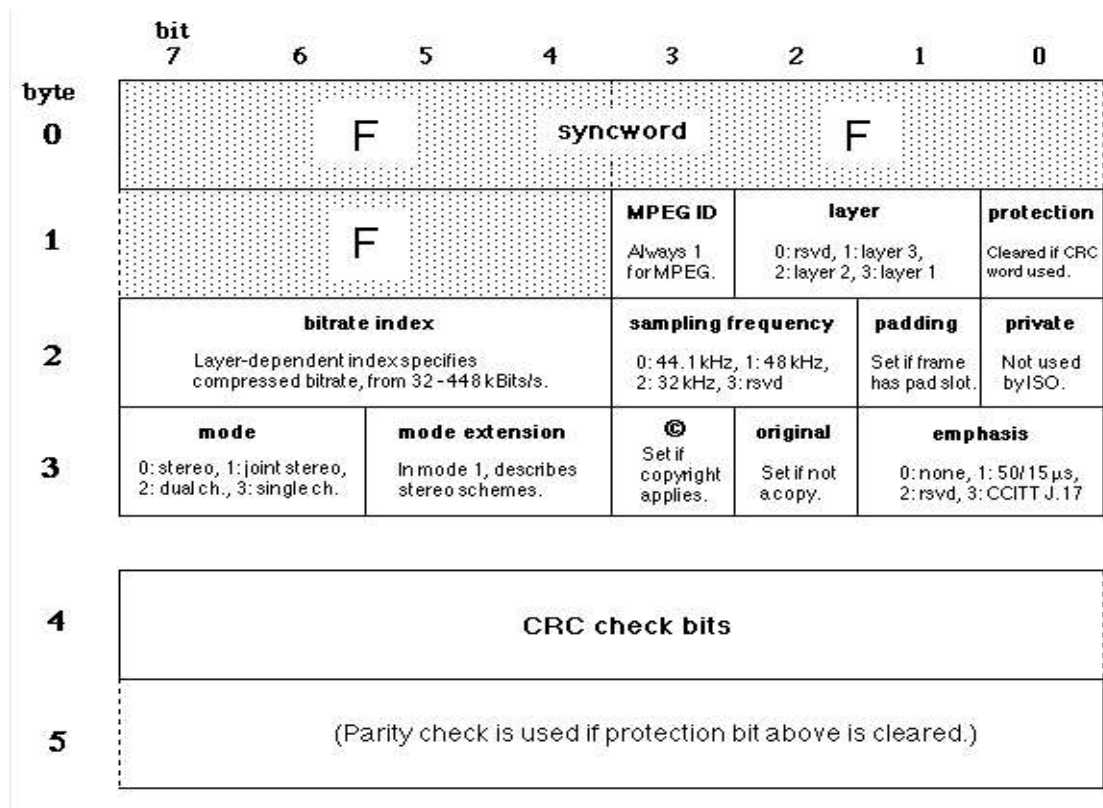 bit
7 6 5 4 3 2 1 0
byte
0 F syncword F
1 F
MPEG ID
Always 1
for MPEG.
layer
0: rsvd, 1: layer 3,
2: layer 2, 3: layer 1
protection
Cleared if CRC
word used.
2
bitrate index
Layer-dependent index specifies
compressed bitrate, from 32-448 kBits/s.
sampling frequency
0: 44.1 kHz, 1: 48 kHz,
2: 32 kHz, 3: rsvd
padding
Set if frame
has pad slot.
private
Not used
by ISO.
3
mode
0: stereo, 1: joint stereo,
2: dual ch., 3: single ch.
mode extension
In mode 1, describes
stereo schemes.
©
Set if
copyright
applies.
original
Set if not
a copy.
emphasis
0: none, 1: 50/15 µs,
2: rsvd, 3: CCITT J.17
4 CRC check bits
5 (Parity check is used if protection bit above is cleared.)